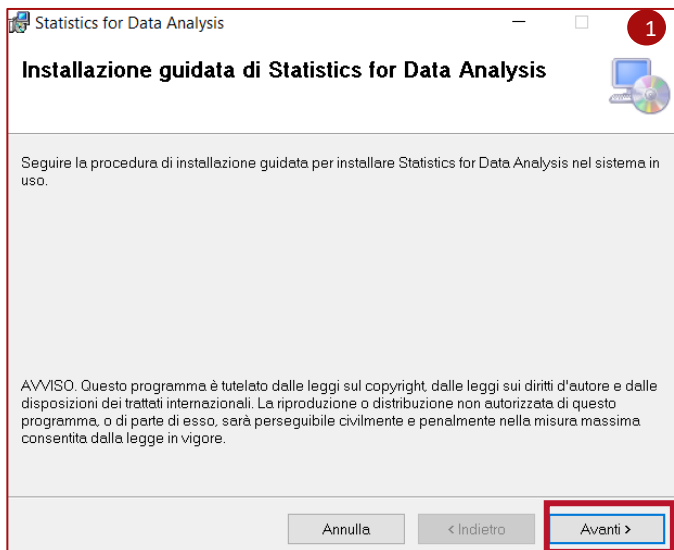 Statistics for Data Analysis
1
Installazione guidata di Statistics for Data Analysis
Seguire la procedura di installazione guidata per installare Statistics for Data Analysis nel sistema in
uso.
AVVISO. Questo programma è tutelato dalle leggi sul copyright, dalle leggi sui diritti d'autore e dalle
disposizioni dei trattati internazionali. La riproduzione o distribuzione non autorizzata di questo
programma, o di parte di esso, sarà perseguibile civilmente e penalmente nella misura massima
consentita dalla legge in vigore.
Annulla
< Indietro
Avanti >